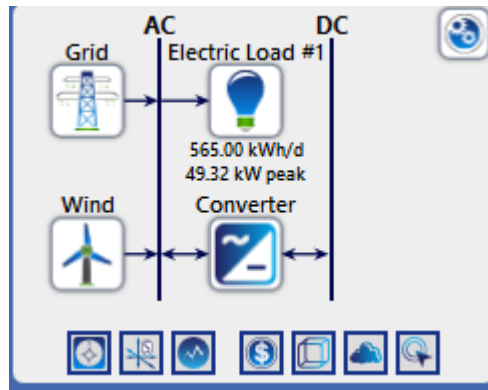 AC DC
Grid Electric Load #1
565.00 kWh/d
49.32 kW peak
Wind Converter